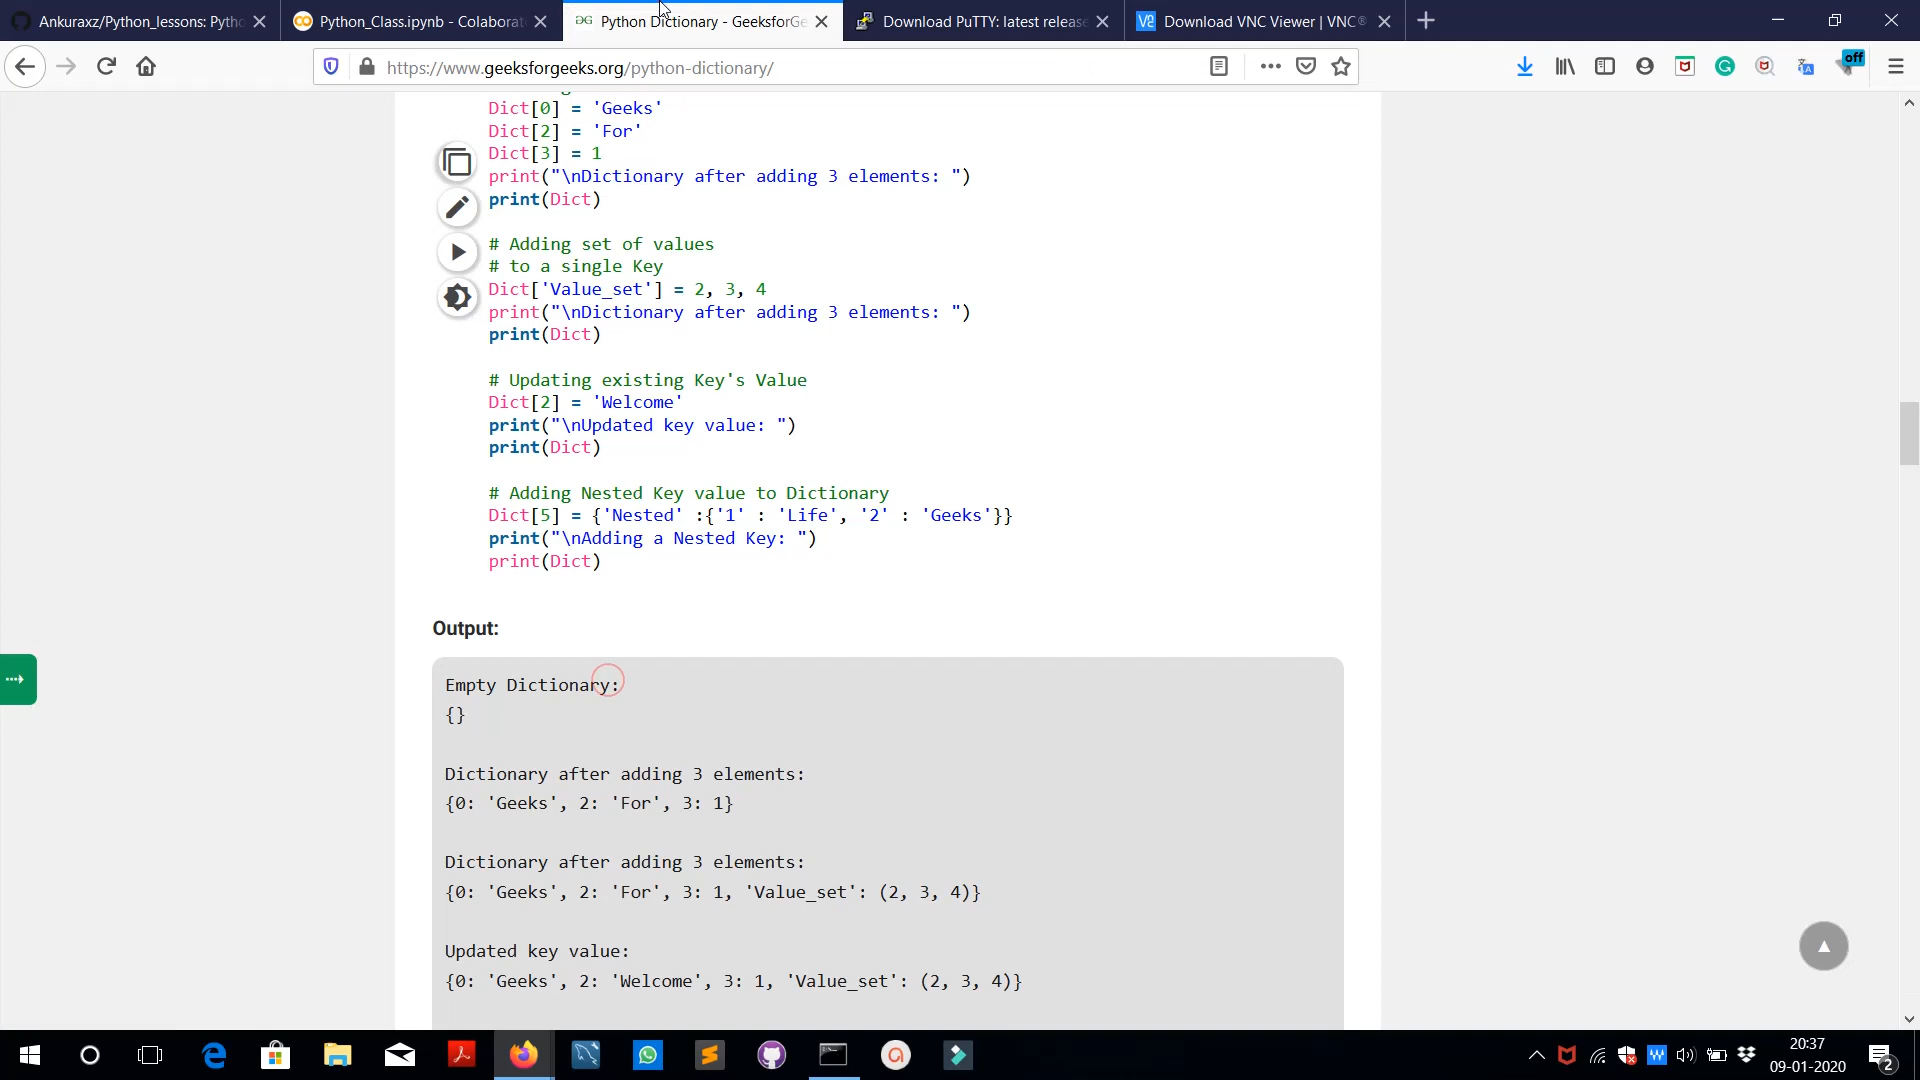 Ankuraxz/Python_lessons: Pytho
Python_Class.ipynb - Colaborat
Python Dictionary - GeeksforGe
Download PuTTY: latest release
Download VNC Viewer | VNC®
https://www.geeksforgeeks.org/python-dictionary/
off
Dict[0] = 'Geeks'
Dict[2] = 'For'
Dict[3] = 1
print("\nDictionary after adding 3 elements: ")
print(Dict)
# Adding set of values
# to a single Key
Dict['Value_set'] = 2, 3, 4
print("\nDictionary after adding 3 elements: ")
print(Dict)
# Updating existing Key's Value
Dict[2] = 'Welcome'
print("\nUpdated key value: ")
print(Dict)
# Adding Nested Key value to Dictionary
Dict[5] = {'Nested' :{'1' : 'Life', '2' : 'Geeks'}}
print("\nAdding a Nested Key: ")
print(Dict)
Output:
Empty Dictionary:
{}
Dictionary after adding 3 elements:
{0: 'Geeks', 2: 'For', 3: 1}
Dictionary after adding 3 elements:
{0: 'Geeks', 2: 'For', 3: 1, 'Value_set': (2, 3, 4)}
Updated key value:
{0: 'Geeks', 2: 'Welcome', 3: 1, 'Value_set': (2, 3, 4)}
20:37
09-01-2020
2